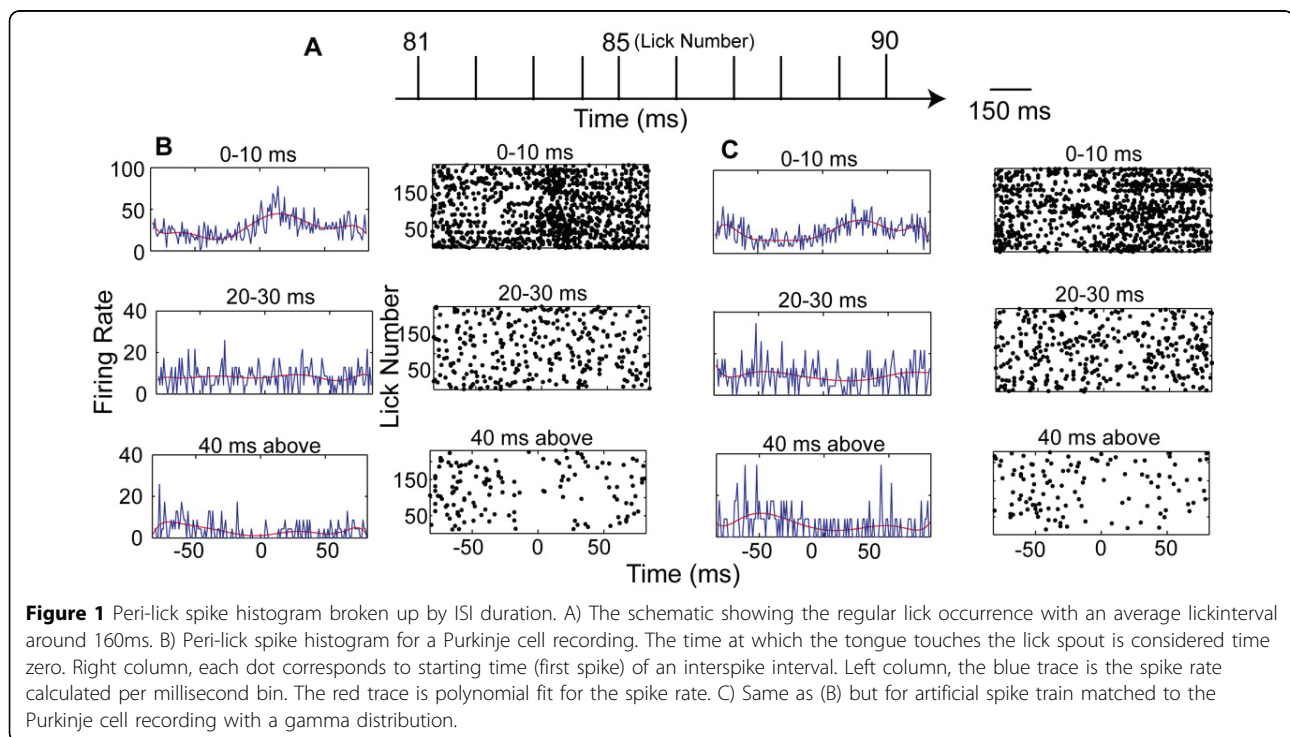 A
81 85 (Lick Number) 90
Time (ms)
150 ms
B
0-10 ms
100
50
0
0-10 ms
150
50
C
0-10 ms
0-10 ms
Firing Rate
Lick Number
20-30 ms
40
20
0
20-30 ms
150
50
20-30 ms
20-30 ms
40 ms above
40
20
0
-50 0 50
40 ms above
150
50
-50 0 50
40 ms above
-50 0 50
40 ms above
-50 0 50
Time (ms)
Figure 1 Peri-lick spike histogram broken up by ISI duration. A) The schematic showing the regular lick occurrence with an average lickinterval
around 160ms. B) Peri-lick spike histogram for a Purkinje cell recording. The time at which the tongue touches the lick spout is considered time
zero. Right column, each dot corresponds to starting time (first spike) of an interspike interval. Left column, the blue trace is the spike rate
calculated per millisecond bin. The red trace is polynomial fit for the spike rate. C) Same as (B) but for artificial spike train matched to the
Purkinje cell recording with a gamma distribution.